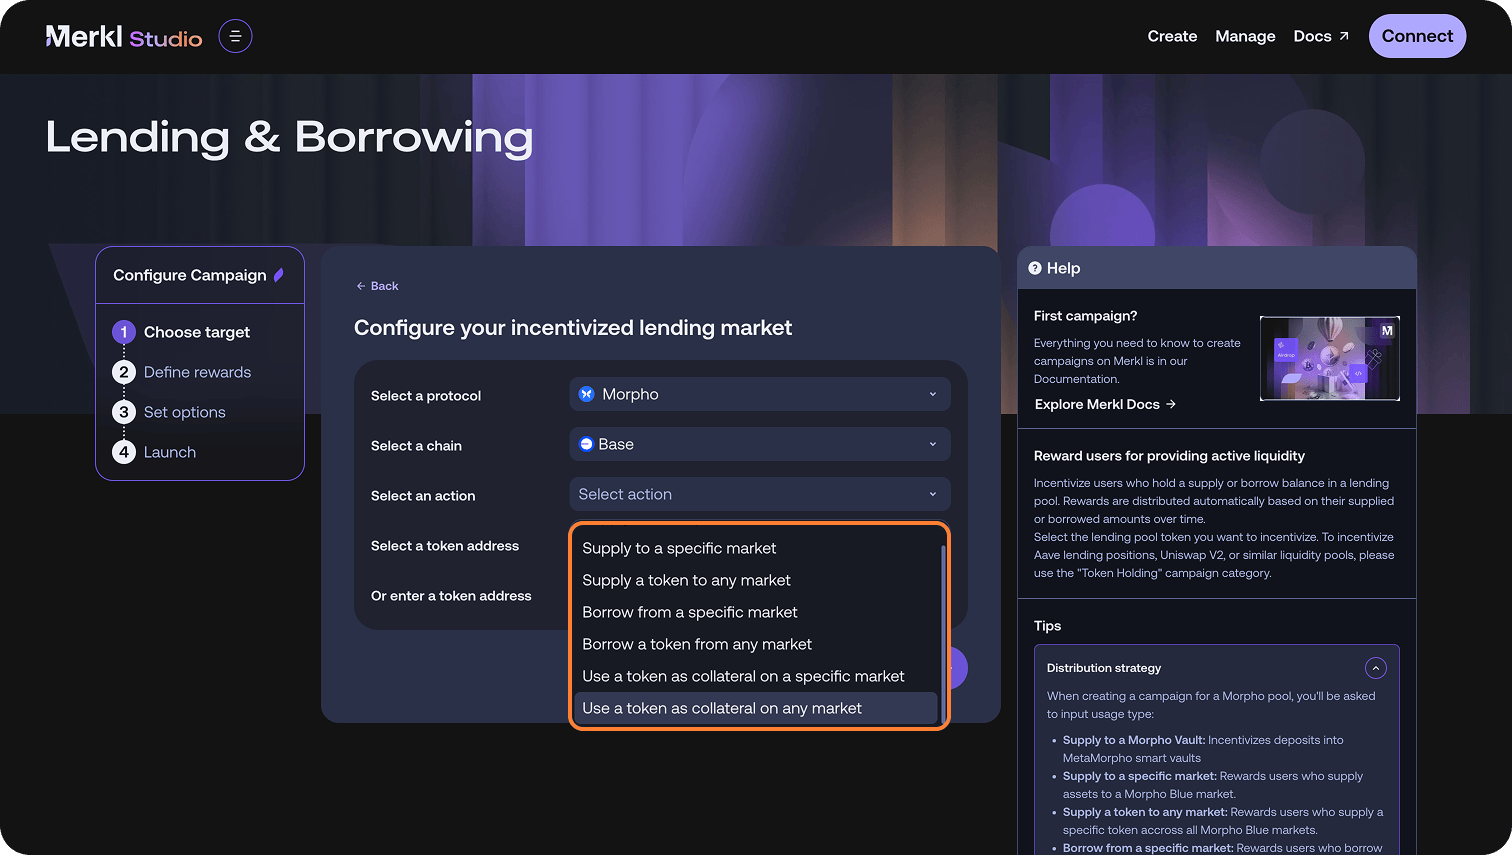 Merkl Studio
Create Manage Docs ↗ Connect
Lending & Borrowing
Configure Campaign
1 Choose target
2 Define rewards
3 Set options
4 Launch
← Back
Configure your incentivized lending market
Select a protocol
Morpho
Select a chain
Base
Select an action
Select action
Select a token address
Or enter a token address
Supply to a specific market
Supply a token to any market
Borrow from a specific market
Borrow a token from any market
Use a token as collateral on a specific market
Use a token as collateral on any market
? Help
First campaign?
Everything you need to know to create
campaigns on Merkl is in our
Documentation.
Explore Merkl Docs →
M
Airdrop
Reward users for providing active liquidity
Incentivize users who hold a supply or borrow balance in a lending
pool. Rewards are distributed automatically based on their supplied
or borrowed amounts over time.
Select the lending pool token you want to incentivize. To incentivize
Aave lending positions, Uniswap V2, or similar liquidity pools, please
use the "Token Holding" campaign category.
Tips
Distribution strategy
When creating a campaign for a Morpho pool, you'll be asked
to input usage type:
• Supply to a Morpho Vault: Incentivizes deposits into
MetaMorpho smart vaults
• Supply to a specific market: Rewards users who supply
assets to a Morpho Blue market.
• Supply a token to any market: Rewards users who supply a
specific token accross all Morpho Blue markets.
• Borrow from a specific market: Rewards users who borrow